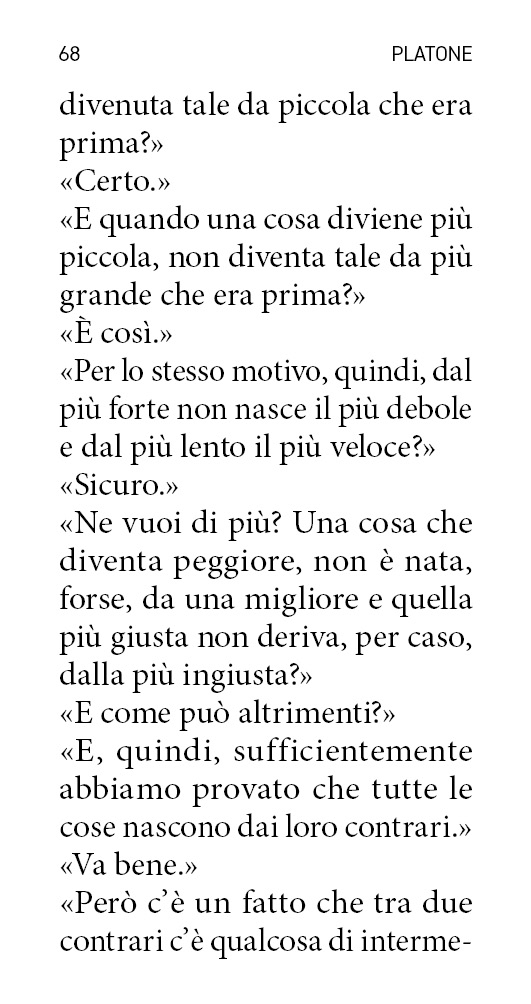 68 PLATONE
divenuta tale da piccola che era
prima?»
«Certo.»
«E quando una cosa diviene più
piccola, non diventa tale da più
grande che era prima?»
«È così.»
«Per lo stesso motivo, quindi, dal
più forte non nasce il più debole
e dal più lento il più veloce?»
«Sicuro.»
«Ne vuoi di più? Una cosa che
diventa peggiore, non è nata,
forse, da una migliore e quella
più giusta non deriva, per caso,
dalla più ingiusta?»
«E come può altrimenti?»
«E, quindi, sufficientemente
abbiamo provato che tutte le
cose nascono dai loro contrari.»
«Va bene.»
«Però c’è un fatto che tra due
contrari c’è qualcosa di interme-